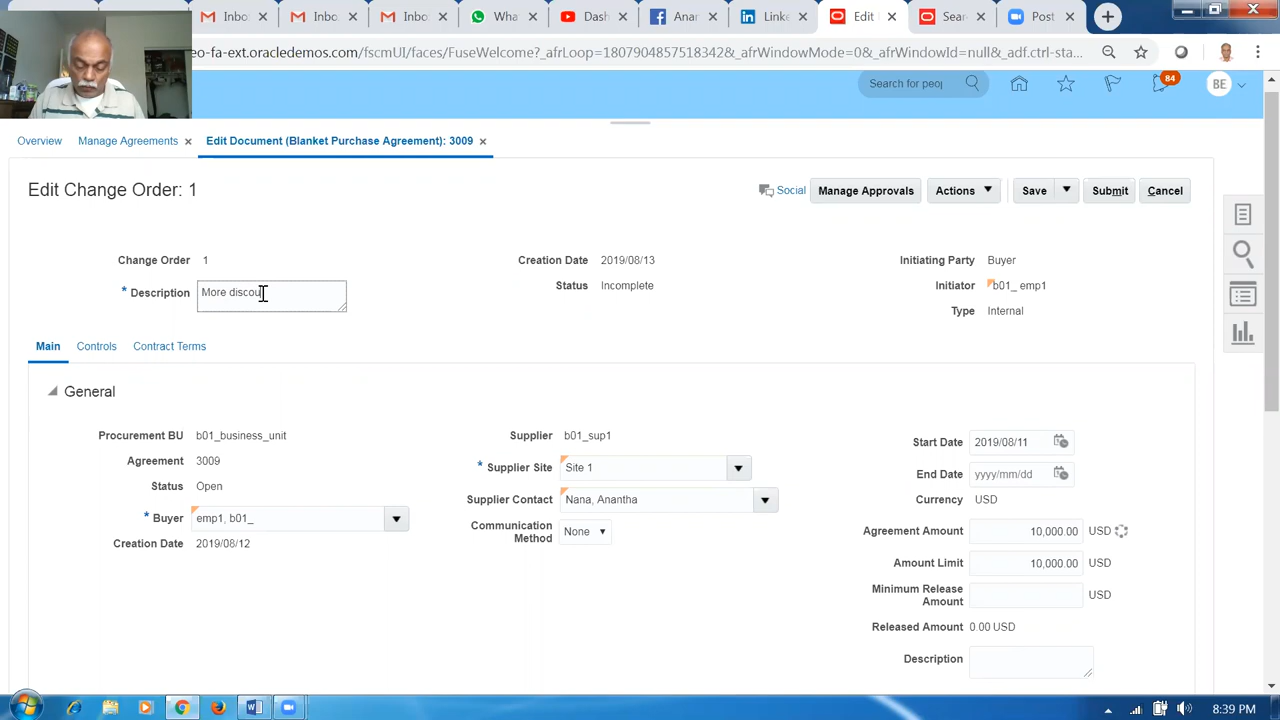 Inbo
Inbo
Inbo
Wha
Dash
Anar
Linke
Edit
Sear
Post
eo-fa-ext.oracledemos.com/fscmUI/faces/FuseWelcome?_afrLoop=1817904857518342&_afrWindowMode=0&_afrWindowId=null&_adf.ctrl-sta...
Search for peop
84
BE
Overview
Manage Agreements
Edit Document (Blanket Purchase Agreement): 3009
Edit Change Order: 1
Social
Manage Approvals
Actions
Save
Submit
Cancel
Change Order 1
Creation Date 2019/08/13
Initiating Party Buyer
* Description More discou
Status Incomplete
Initiator b01_ emp1
Type Internal
Main
Controls
Contract Terms
General
Procurement BU b01_business_unit
Supplier b01_sup1
Start Date 2019/08/11
Agreement 3009
* Supplier Site Site 1
End Date yyyy/mm/dd
Status Open
Supplier Contact Nana, Anantha
Currency USD
* Buyer emp1, b01_
Communication Method None
Agreement Amount 10,000.00 USD
Creation Date 2019/08/12
Amount Limit 10,000.00 USD
Minimum Release Amount USD
Released Amount 0.00 USD
Description
8:39 PM